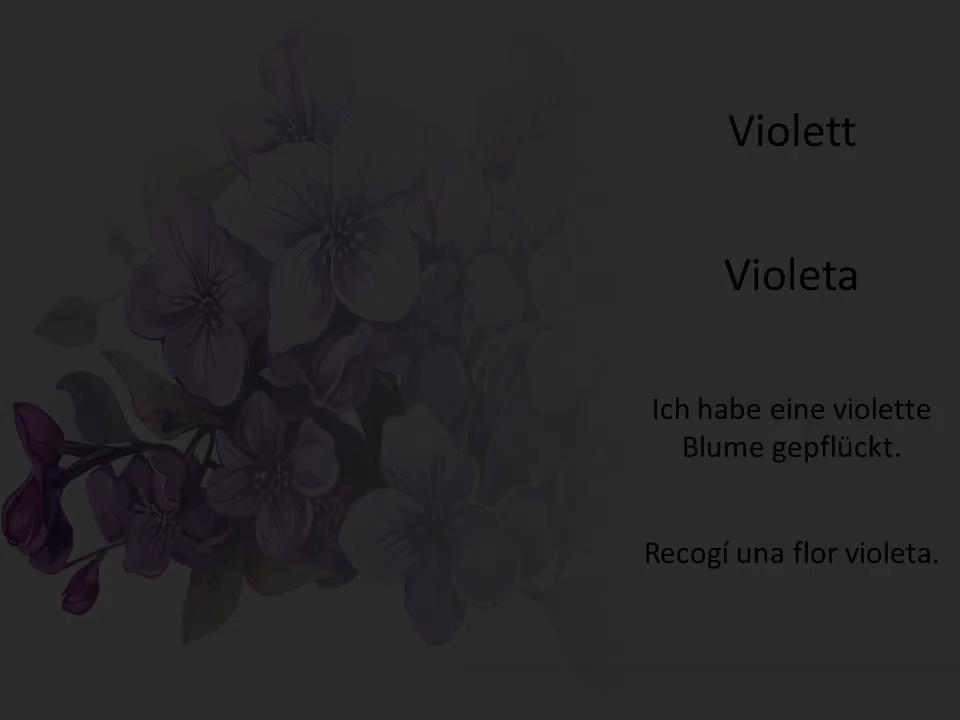 Violett
Violeta
Ich habe eine violette
Blume gepflückt.
Recogí una flor violeta.